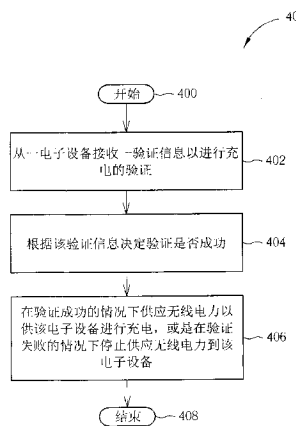 40
开始
400
从一电子设备接收一验证信息以进行充
电的验证
402
根据该验证信息决定验证是否成功
404
在验证成功的情况下供应无线电力以
供该电子设备进行充电，或是在验证
失败的情况下停止供应无线电力到该
电子设备
406
结束
408